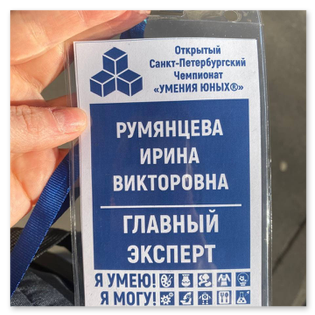 Открытый
Санкт-Петербургский
Чемпионат
«УМЕНИЯ ЮНЫХ®»
РУМЯНЦЕВА
ИРИНА
ВИКТОРОВНА
ГЛАВНЫЙ
ЭКСПЕРТ
Я УМЕЮ!
Я МОГУ!